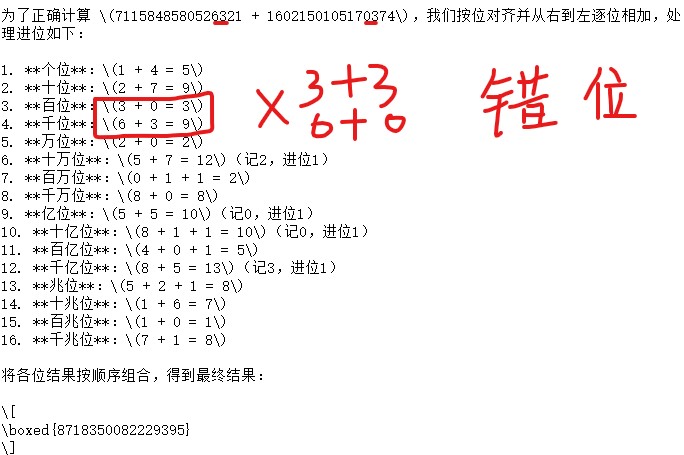 为了正确计算 \(7115848580526321 + 1602150105170374\)，我们按位对齐并从右到左逐位相加，处
理进位如下：
1. **个位**：\(1 + 4 = 5\)
2. **十位**：\(2 + 7 = 9\)
3. **百位**：\(3 + 0 = 3\)
4. **千位**：\(6 + 3 = 9\)
5. **万位**：\(2 + 0 = 2\)
6. **十万位**：\(5 + 7 = 12\)（记2，进位1）
7. **百万位**：\(0 + 1 + 1 = 2\)
8. **千万位**：\(8 + 0 = 8\)
9. **亿位**：\(5 + 5 = 10\)（记0，进位1）
10. **十亿位**：\(8 + 1 + 1 = 10\)（记0，进位1）
11. **百亿位**：\(4 + 0 + 1 = 5\)
12. **千亿位**：\(8 + 5 = 13\)（记3，进位1）
13. **兆位**：\(5 + 2 + 1 = 8\)
14. **十兆位**：\(1 + 6 = 7\)
15. **百兆位**：\(1 + 0 = 1\)
16. **千兆位**：\(7 + 1 = 8\)
× 3+3 错位
6+0
将各位结果按顺序组合，得到最终结果：
\[
\boxed{8718350082229395}
\]